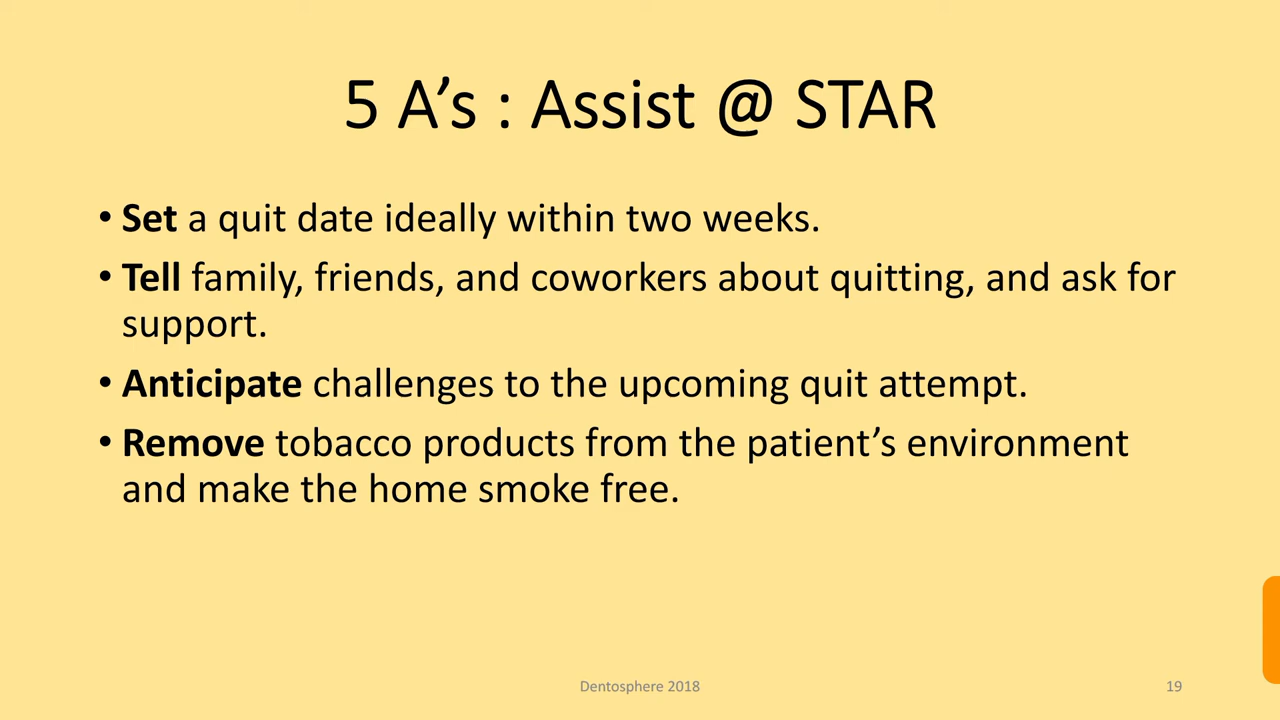 5 A’s : Assist @ STAR
• Set a quit date ideally within two weeks.
• Tell family, friends, and coworkers about quitting, and ask for
support.
• Anticipate challenges to the upcoming quit attempt.
• Remove tobacco products from the patient’s environment
and make the home smoke free.
Dentosphere 2018
19